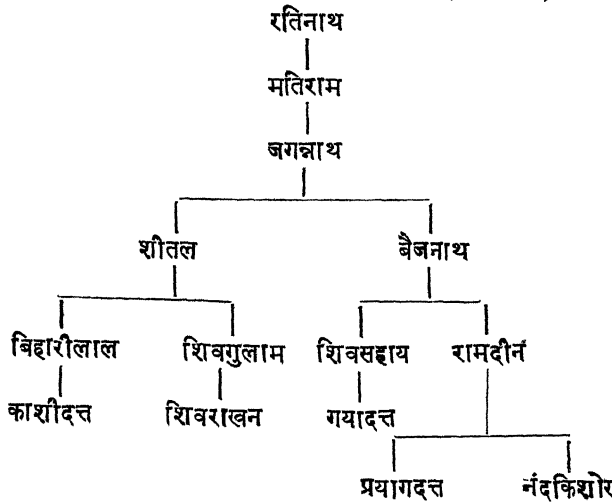 रतिनाथ
मतिराम
जगन्नाथ
शीतल बैजनाथ
बिहारीलाल शिवगुलाम शिवसहाय रामदीन
काशीदत्त शिवराखन गयादत्त
प्रयागदत्त नंदकिशोर